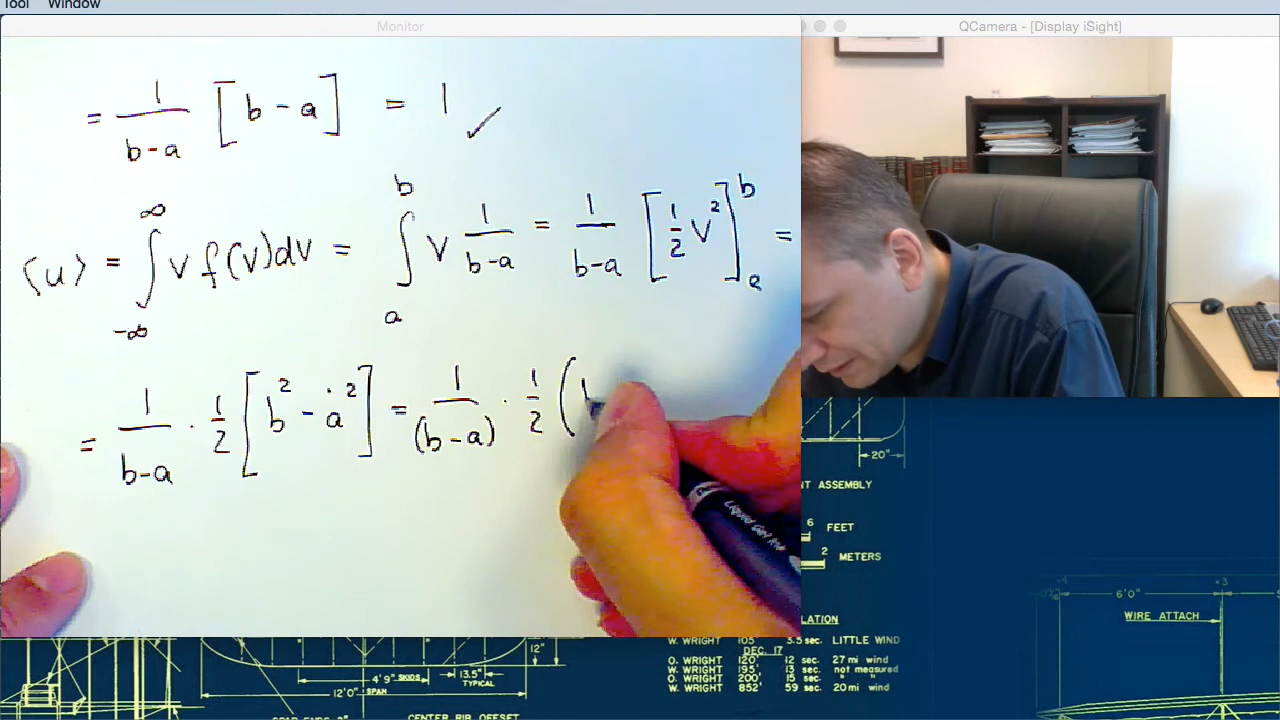 Tool Window
Monitor
QCamera - [Display iSight]
= 1/(b-a) [b-a] = 1 ✓
⟨u⟩ = ∫_{-∞}^{∞} v f(v)dv = ∫_a^b v 1/(b-a) = 1/(b-a) [1/2 v²]_a^b =
= 1/(b-a) · 1/2 [b² - a²] = 1/(b-a) · 1/2 (
20"
NT ASSEMBLY
6 FEET
2 METERS
6'0" +3
WIRE ATTACH
LATION
W. WRIGHT 105' 3.5 sec. LITTLE WIND
DEC. 17
O. WRIGHT 120' 12 sec. 27 mi wind
W. WRIGHT 195' 13 sec. not measured
O. WRIGHT 200' 15 sec. " "
W. WRIGHT 852' 59 sec. 20 mi wind
12"
4'9" SKIDS
13.5" TYPICAL
12'0" SPAN
CENTER RIB OFFSET